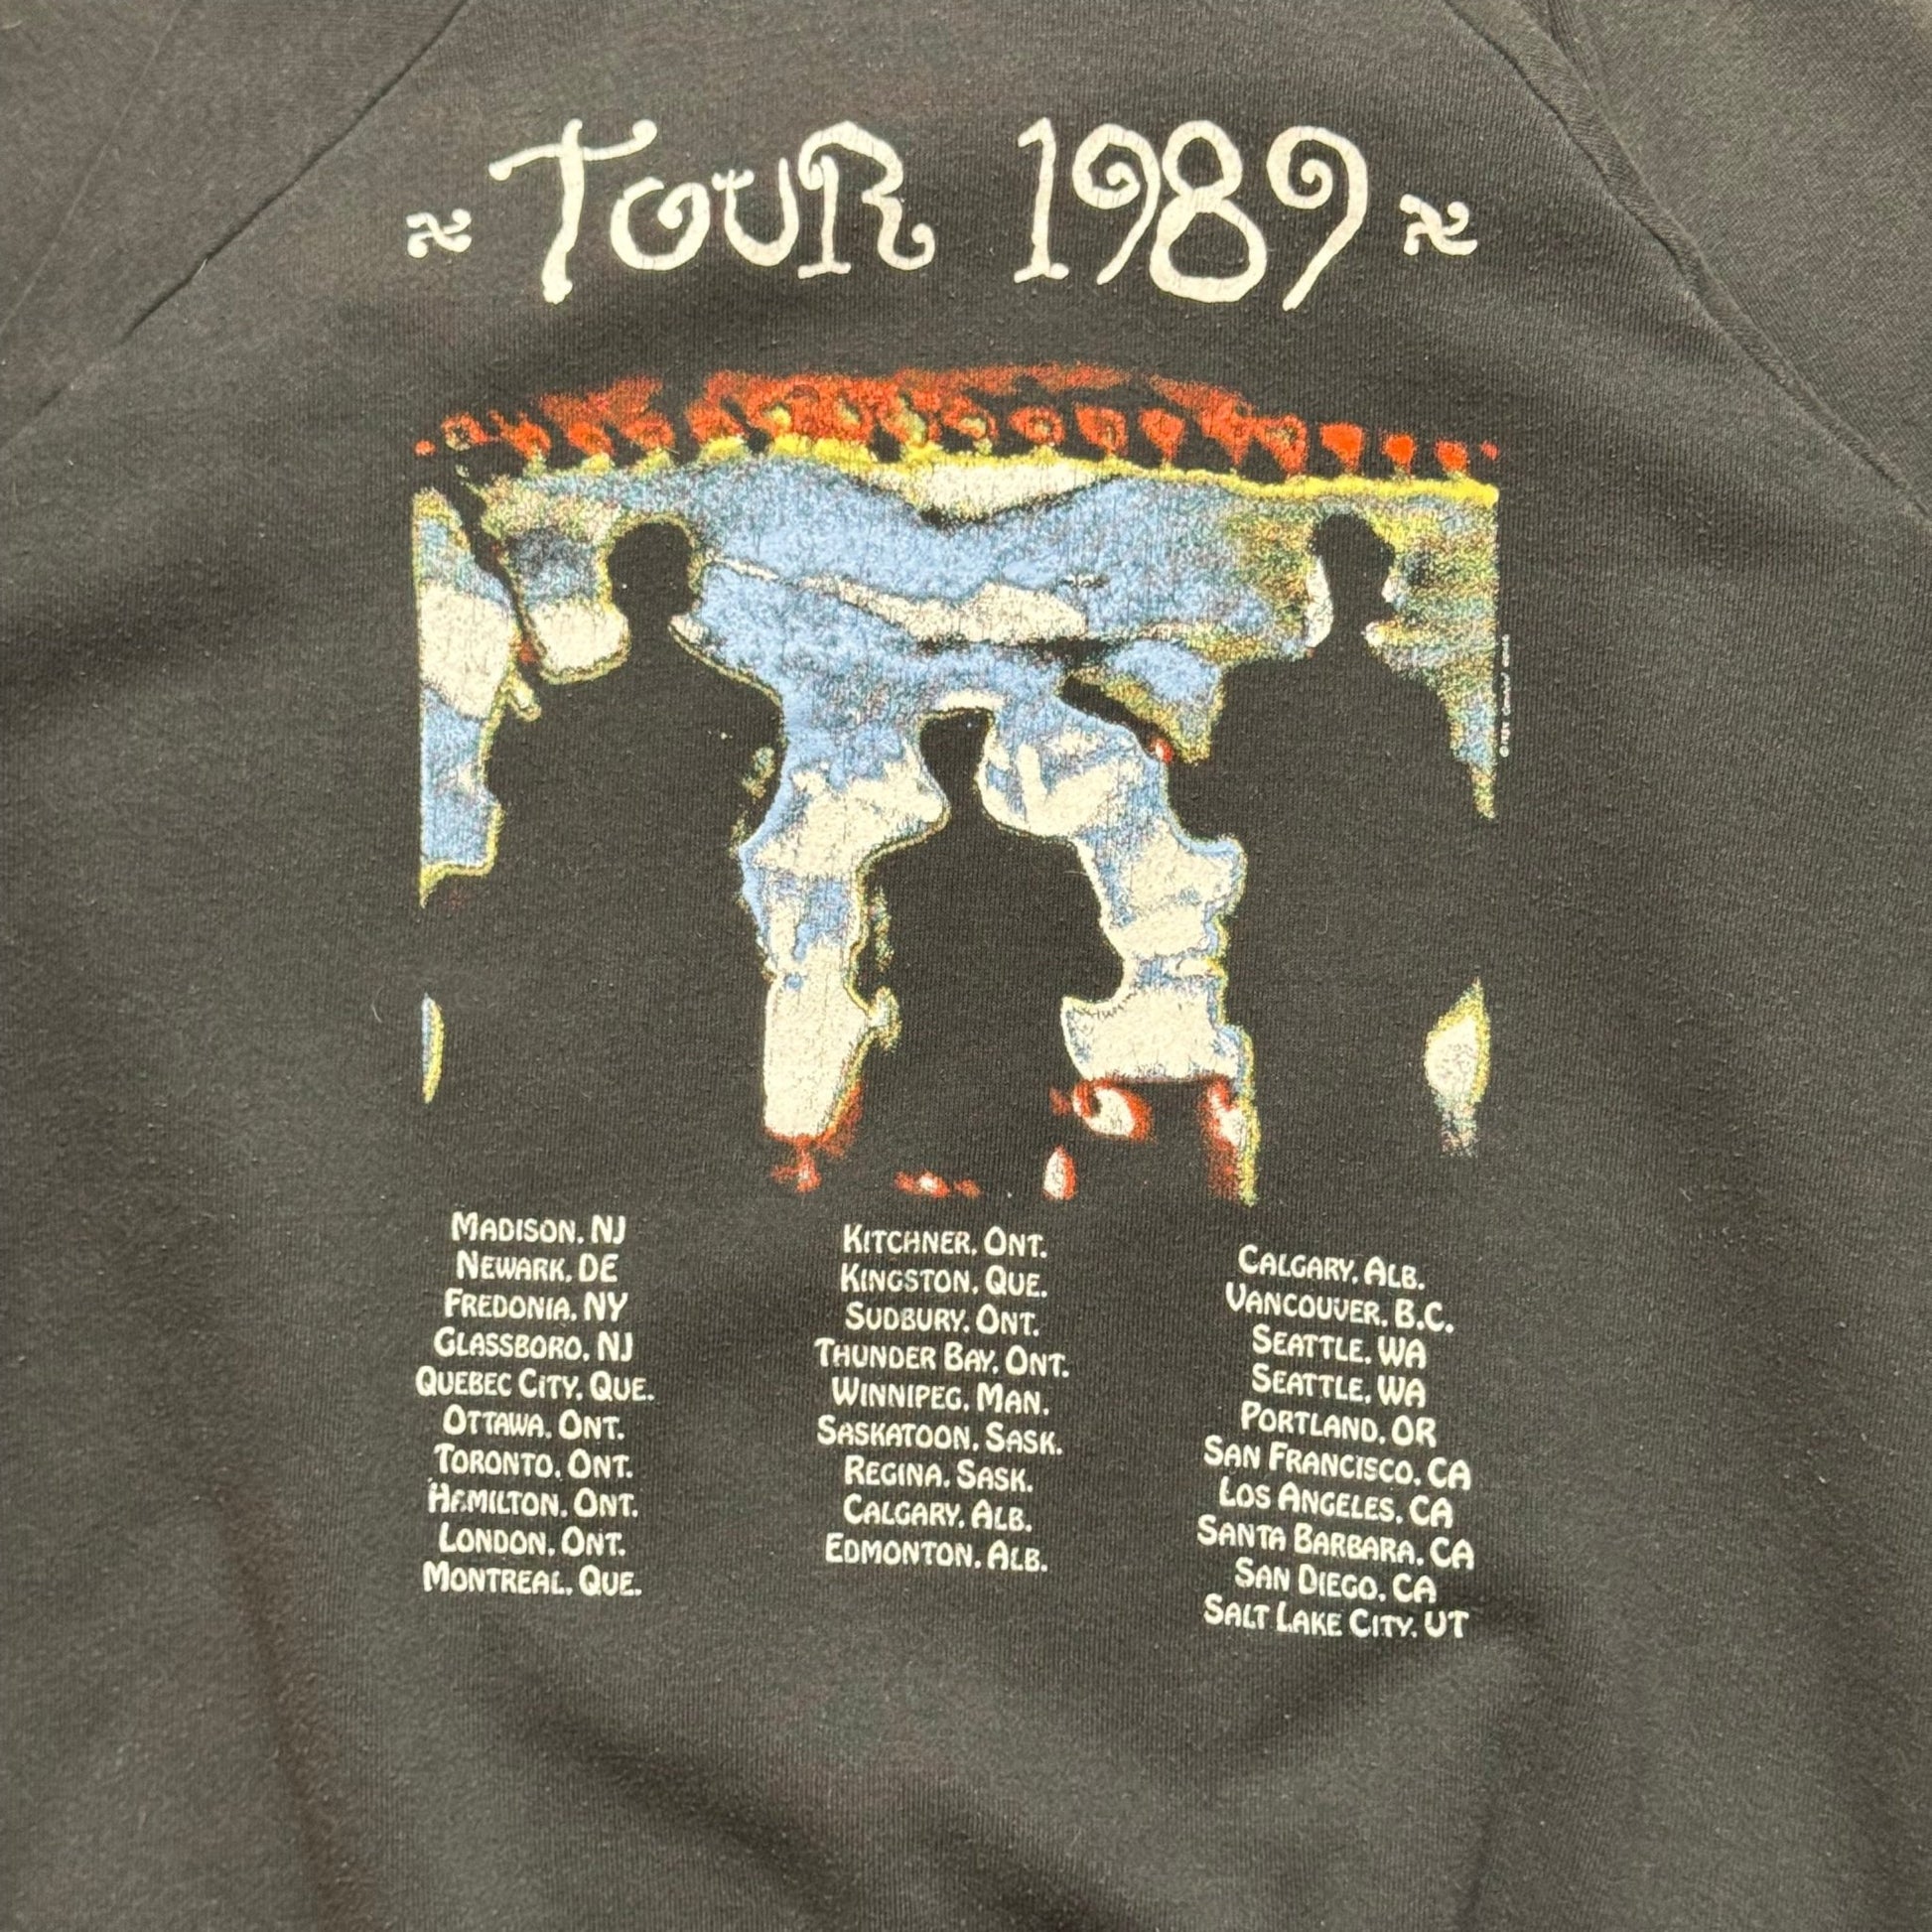 TOUR 1989
MADISON, NJ
NEWARK, DE
FREDONIA, NY
GLASSBORO, NJ
QUEBEC CITY, QUE.
OTTAWA, ONT.
TORONTO, ONT.
HAMILTON, ONT.
LONDON, ONT.
MONTREAL, QUE.
KITCHNER, ONT.
KINGSTON, QUE.
SUDBURY, ONT.
THUNDER BAY, ONT.
WINNIPEG, MAN.
SASKATOON, SASK.
REGINA, SASK.
CALGARY, ALB.
EDMONTON, ALB.
CALGARY, ALB.
VANCOUVER, B.C.
SEATTLE, WA
SEATTLE, WA
PORTLAND, OR
SAN FRANCISCO, CA
LOS ANGELES, CA
SANTA BARBARA, CA
SAN DIEGO, CA
SALT LAKE CITY, UT